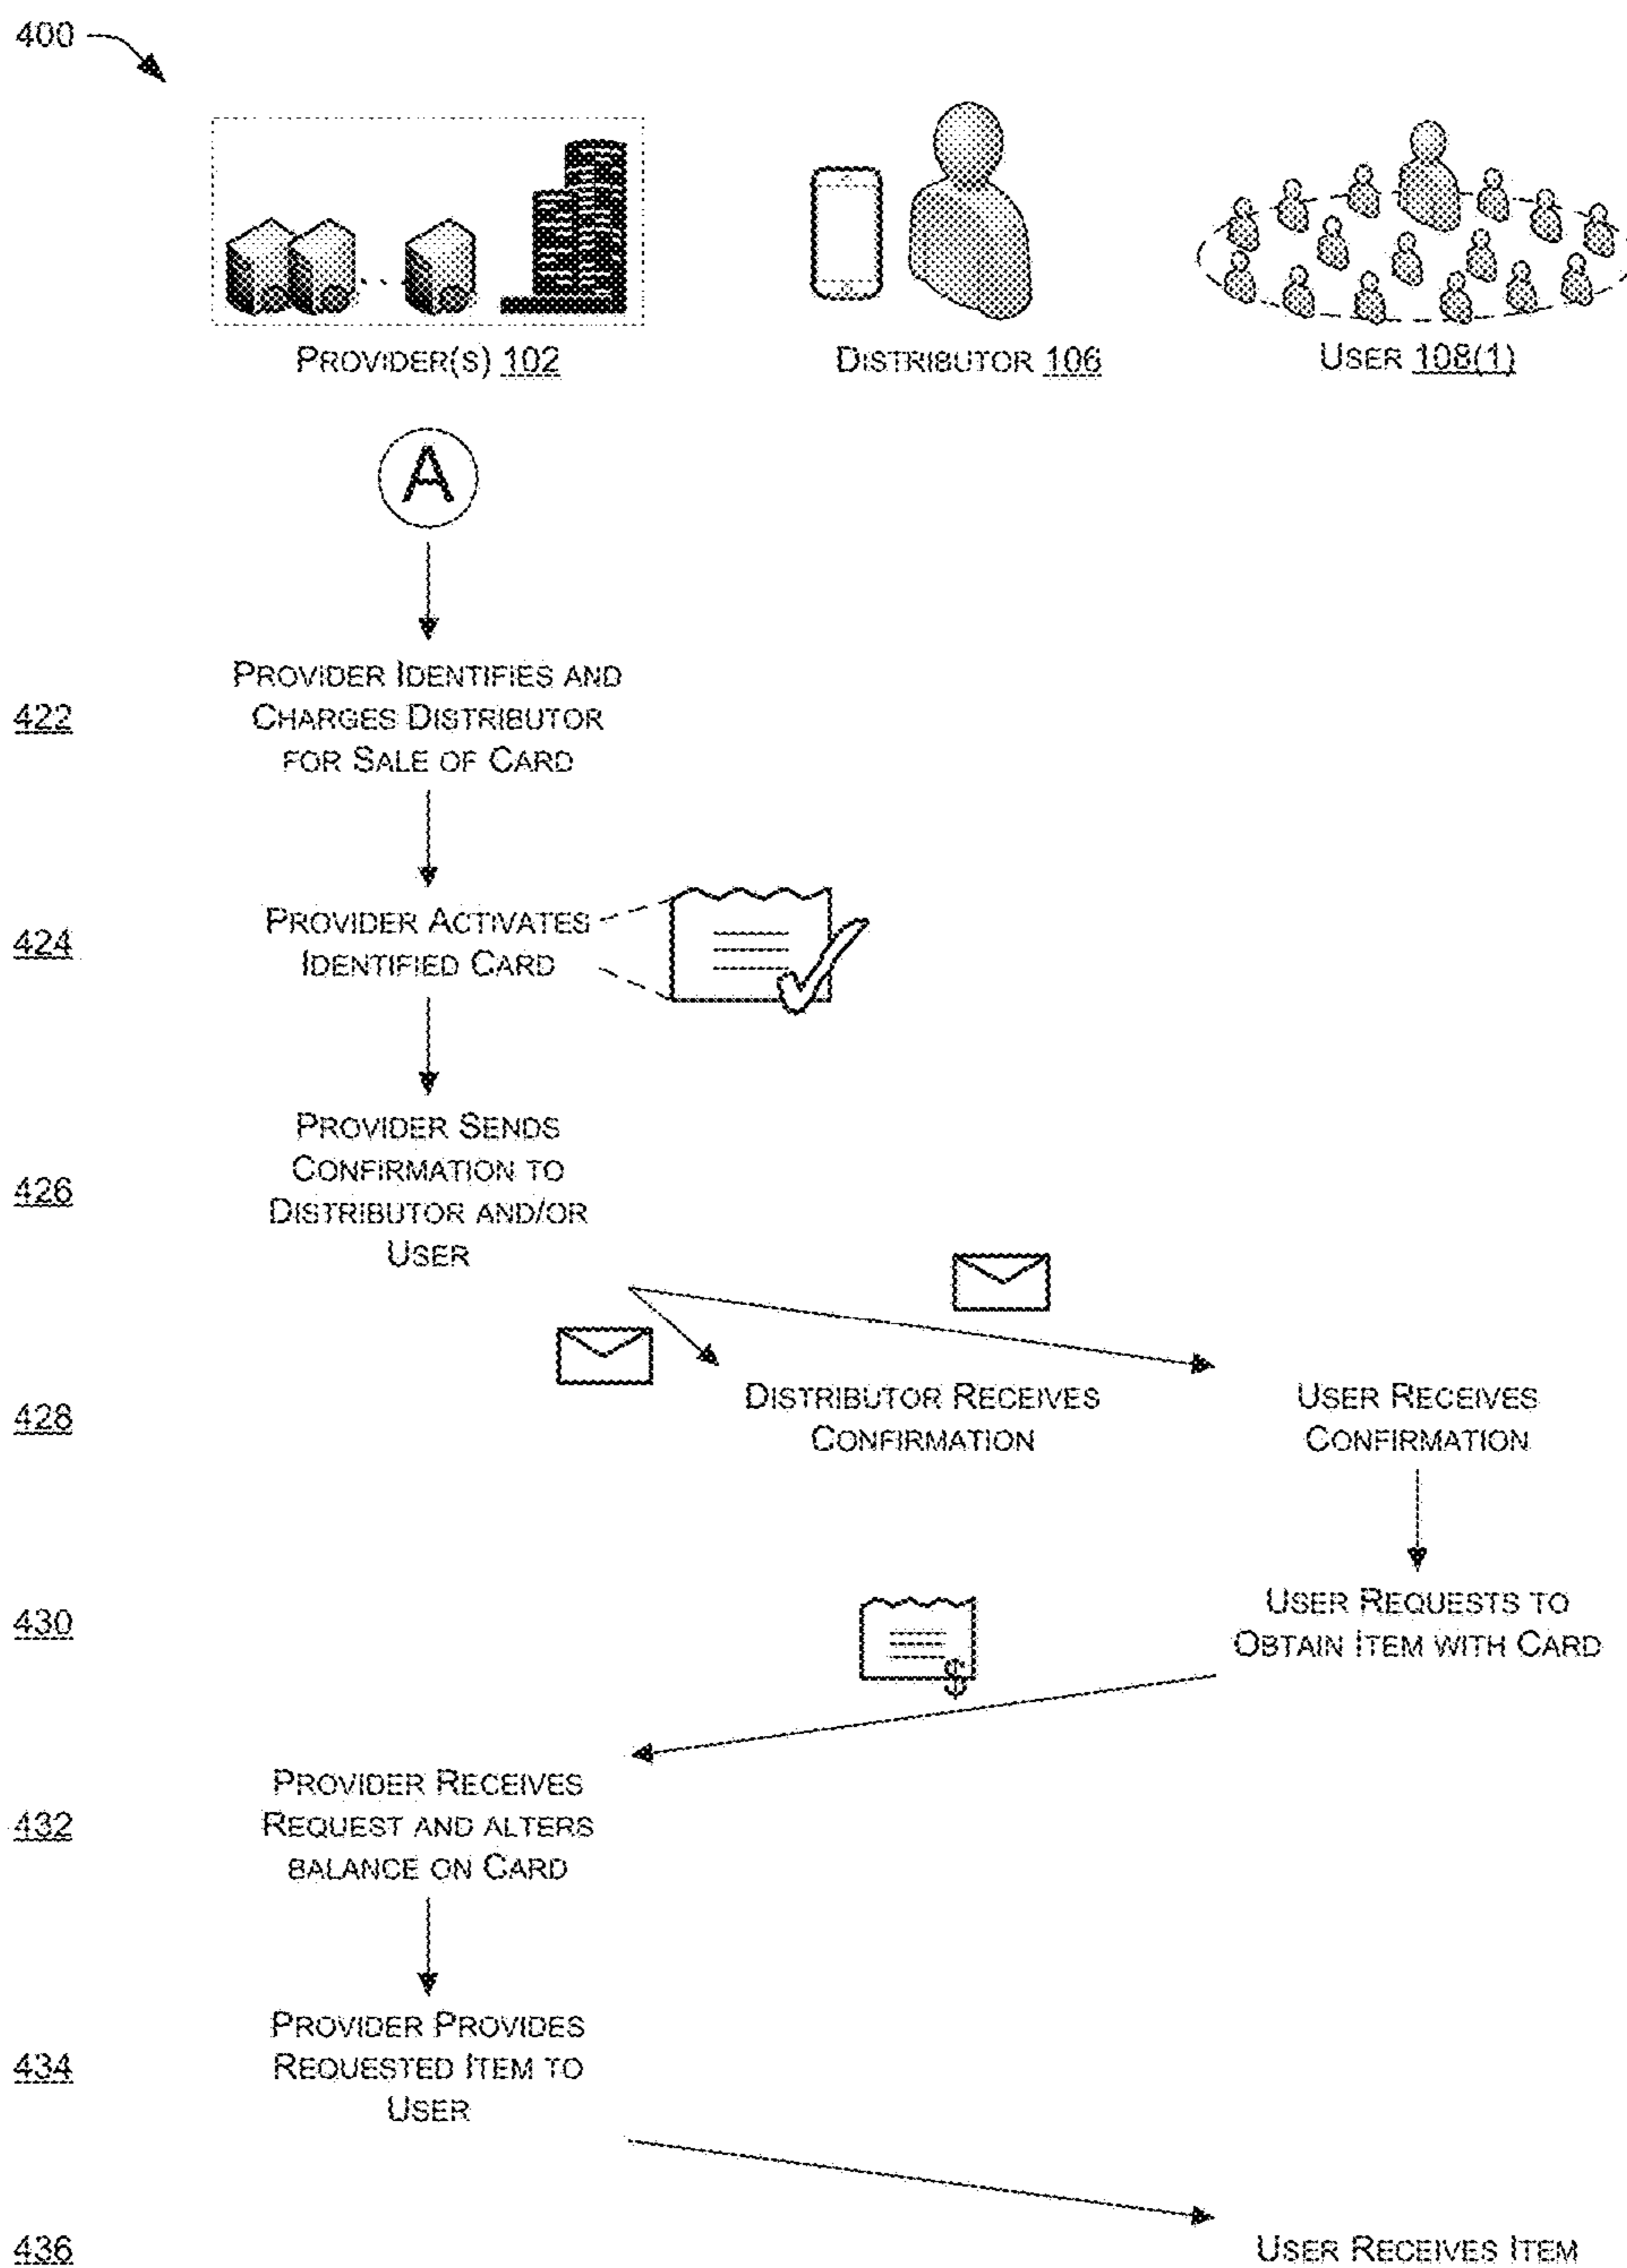 400
PROVIDER(S) 102
DISTRIBUTOR 106
USER 108(1)
A
422
PROVIDER IDENTIFIES AND
CHARGES DISTRIBUTOR
FOR SALE OF CARD
424
PROVIDER ACTIVATES
IDENTIFIED CARD
426
PROVIDER SENDS
CONFIRMATION TO
DISTRIBUTOR AND/OR
USER
428
DISTRIBUTOR RECEIVES
CONFIRMATION
USER RECEIVES
CONFIRMATION
430
USER REQUESTS TO
OBTAIN ITEM WITH CARD
$
432
PROVIDER RECEIVES
REQUEST AND ALTERS
BALANCE ON CARD
434
PROVIDER PROVIDES
REQUESTED ITEM TO
USER
436
USER RECEIVES ITEM